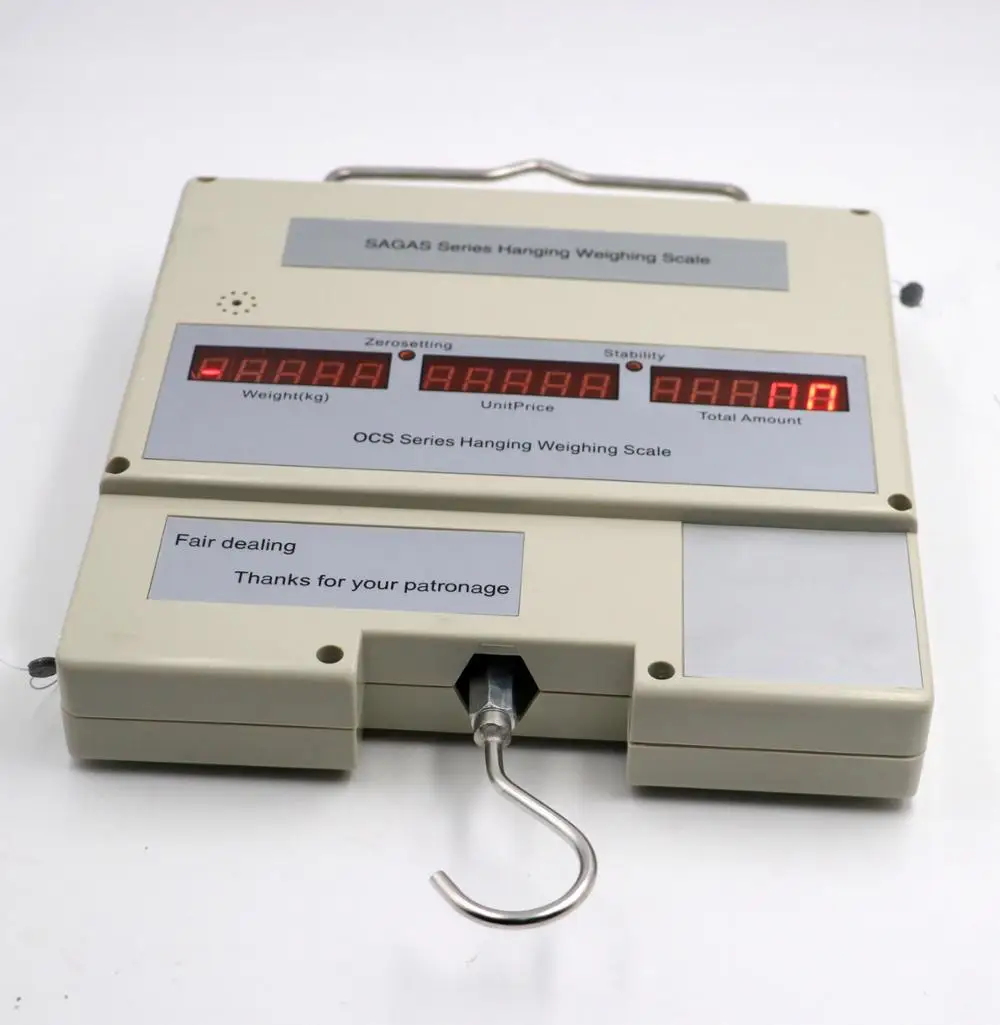 SAGAS Series Hanging Weighing Scale
Zerosetting
Stability
Weight(kg)
UnitPrice
Total Amount
OCS Series Hanging Weighing Scale
Fair dealing
Thanks for your patronage